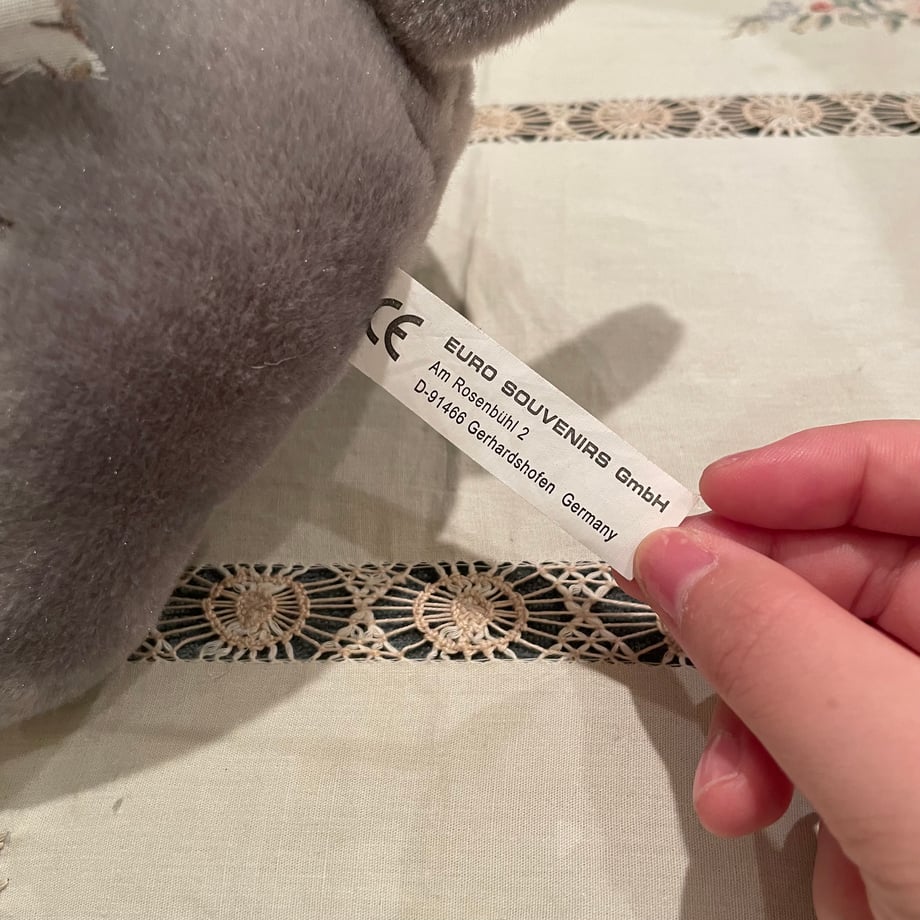 CE
EURO SOUVENIRS GmbH
Am Rosenbühl 2
D-91466 Gerhardshofen Germany